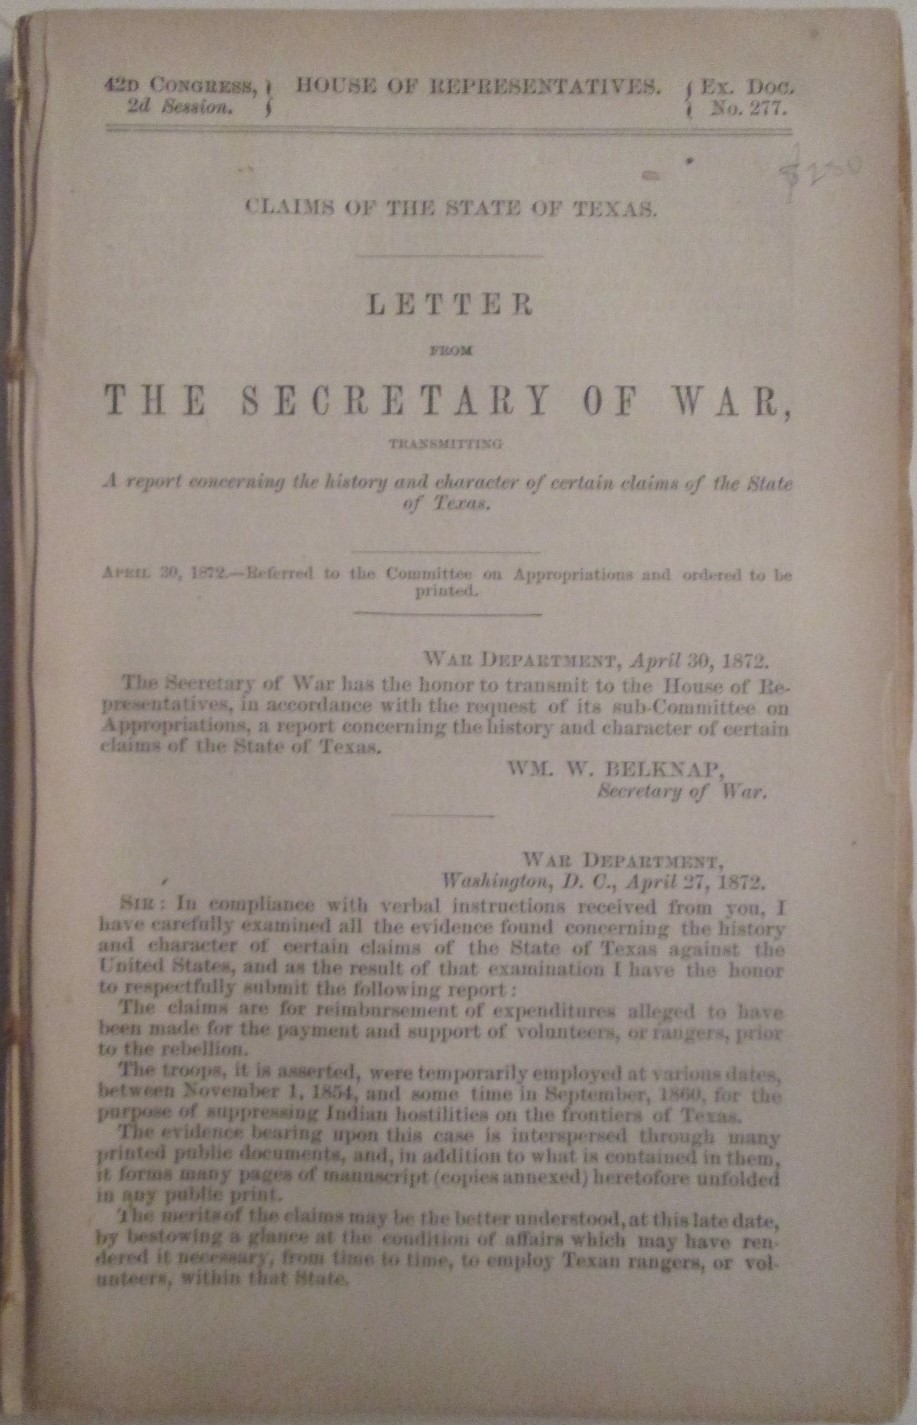 42D CONGRESS, } HOUSE OF REPRESENTATIVES. { EX. DOC.
2d Session. } { No. 277.
$250
CLAIMS OF THE STATE OF TEXAS.
LETTER
FROM
THE SECRETARY OF WAR,
TRANSMITTING
A report concerning the history and character of certain claims of the State
of Texas.
APRIL 30, 1872.—Referred to the Committee on Appropriations and ordered to be
printed.
WAR DEPARTMENT, April 30, 1872.
The Secretary of War has the honor to transmit to the House of Re-
presentatives, in accordance with the request of its sub-Committee on
Appropriations, a report concerning the history and character of certain
claims of the State of Texas.
WM. W. BELKNAP,
Secretary of War.
WAR DEPARTMENT,
Washington, D. C., April 27, 1872.
SIR: In compliance with verbal instructions received from you, I
have carefully examined all the evidence found concerning the history
and character of certain claims of the State of Texas against the
United States, and as the result of that examination I have the honor
to respectfully submit the following report:
The claims are for reimbursement of expenditures alleged to have
been made for the payment and support of volunteers, or rangers, prior
to the rebellion.
The troops, it is asserted, were temporarily employed at various dates,
between November 1, 1854, and some time in September, 1860, for the
purpose of suppressing Indian hostilities on the frontiers of Texas.
The evidence bearing upon this case is interspersed through many
printed public documents, and, in addition to what is contained in them,
it forms many pages of manuscript (copies annexed) heretofore unfolded
in any public print.
The merits of the claims may be the better understood, at this late date,
by bestowing a glance at the condition of affairs which may have ren-
dered it necessary, from time to time, to employ Texan rangers, or vol-
unteers, within that State.